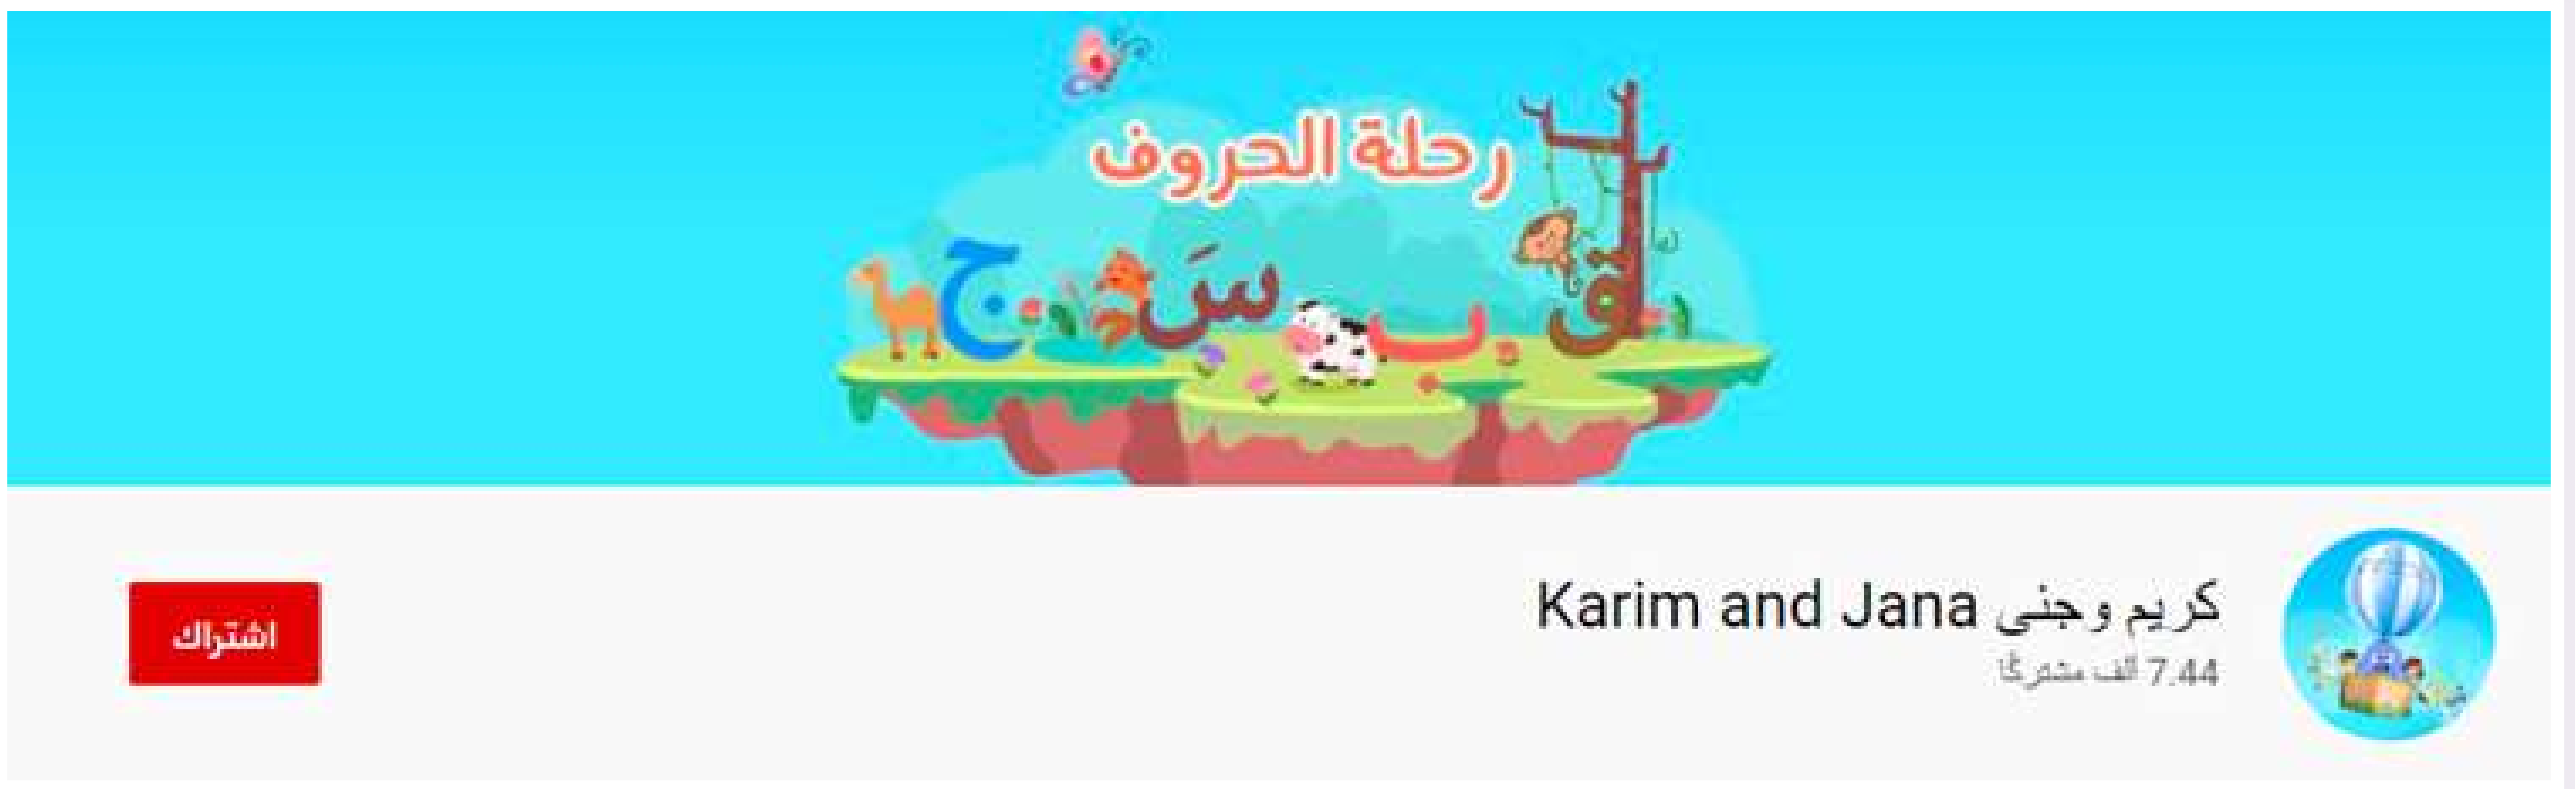 رحلة الحروف
ق ب سَ ج
كريم وجنى Karim and Jana
7.44 ألف مشترك
اشتراك